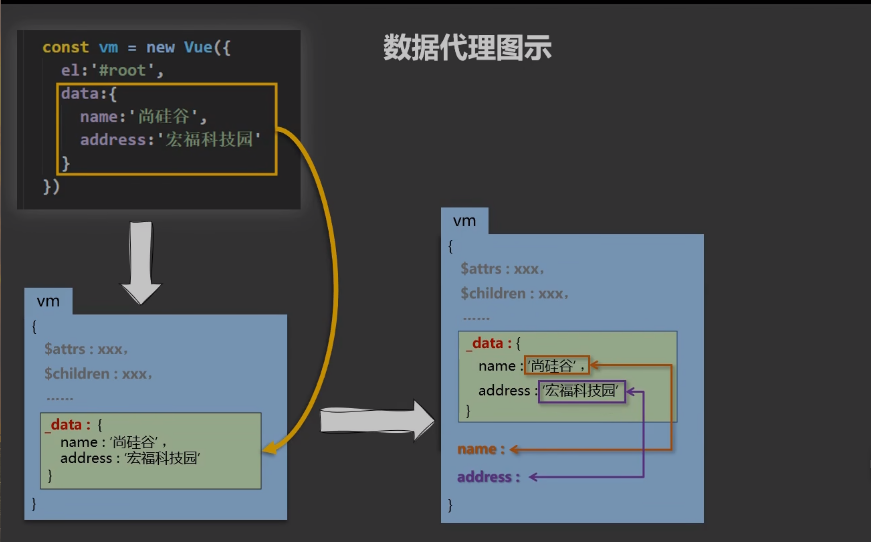 数据代理图示
const vm = new Vue({
el:'#root',
data:{
name:'尚硅谷',
address:'宏福科技园'
}
})
vm
{
$attrs : xxx,
$children : xxx,
......
_data : {
name : '尚硅谷' ,
address : '宏福科技园'
}
}
vm
{
$attrs : xxx,
$children : xxx,
......
_data : {
name : '尚硅谷' ,
address : '宏福科技园'
}
name :
address :
}